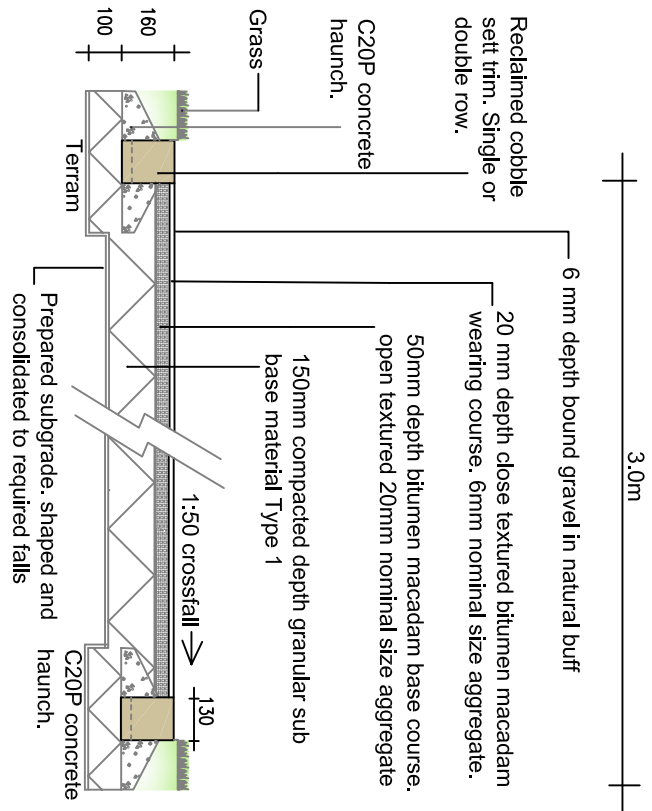 3.0m
6 mm depth bound gravel in natural buff
20 mm depth close textured bitumen macadam
wearing course. 6mm nominal size aggregate.
50mm depth bitumen macadam base course.
open textured 20mm nominal size aggregate
150mm compacted depth granular sub
base material Type 1
Reclaimed cobble
sett trim. Single or
double row.
C20P concrete
haunch.
Grass
160
100
1:50 crossfall
130
Terram
Prepared subgrade. shaped and
consolidated to required falls
C20P concrete
haunch.